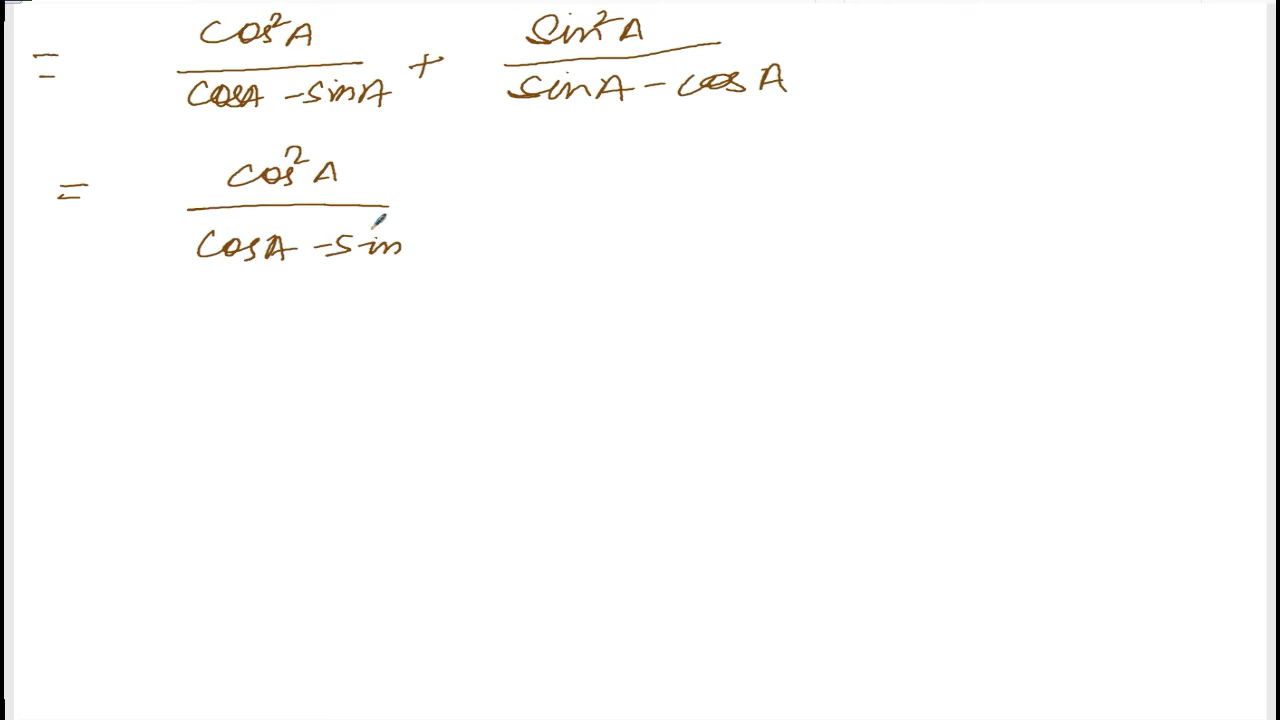 = cos²A / cosA - sinA + sin²A / sinA - cosA
= cos²A / cosA - sin